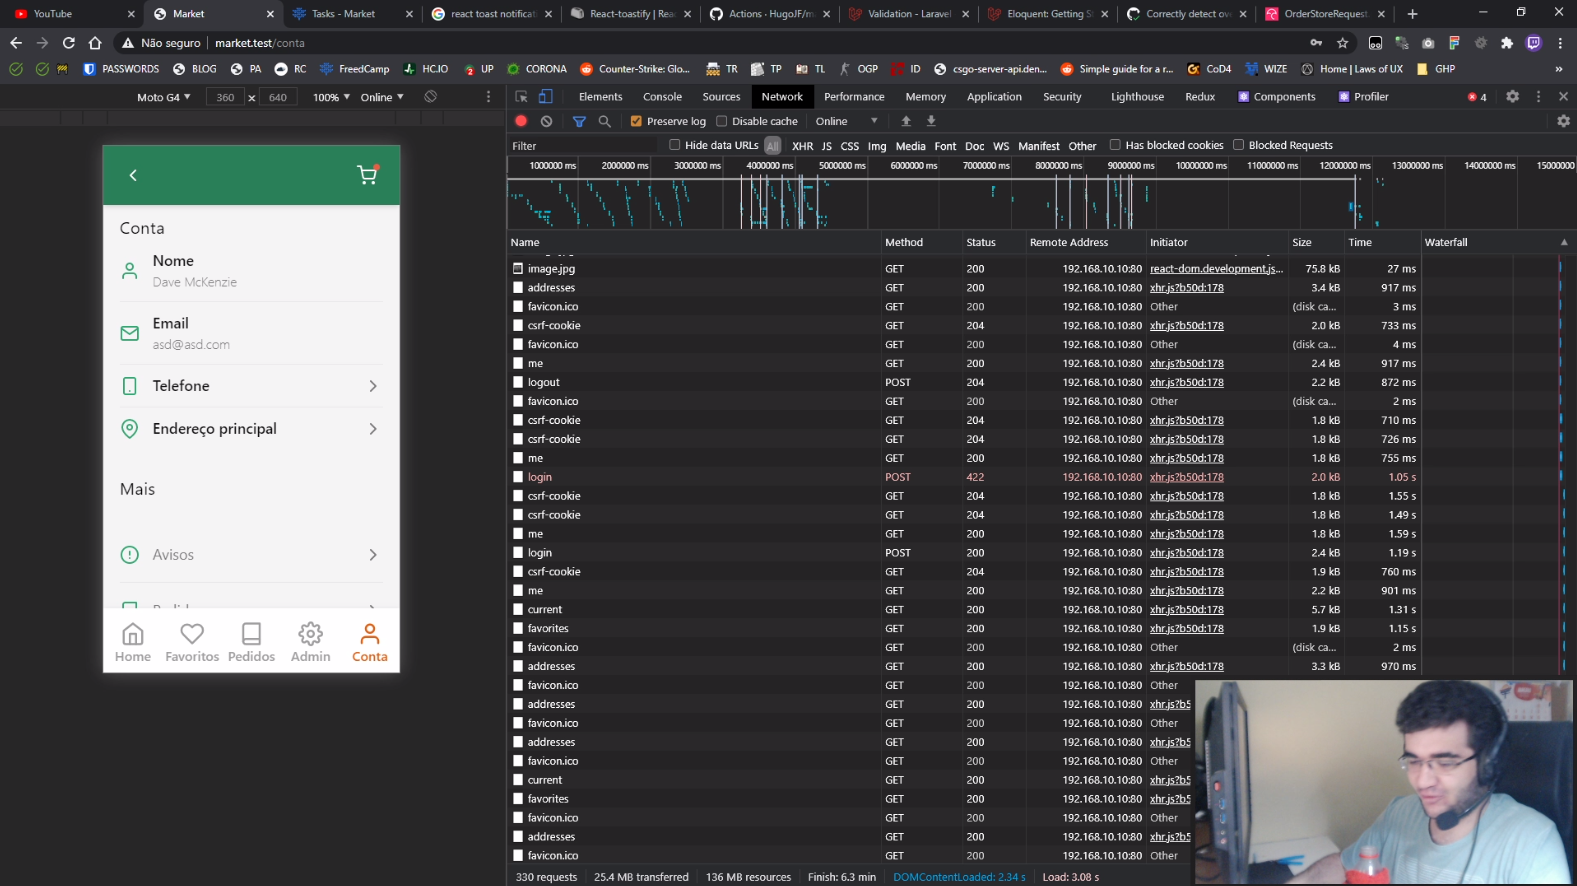 YouTube
Market
Tasks - Market
react toast notificati
React-toastify | Rea
Actions · HugoJF/ma
Validation - Laravel
Eloquent: Getting S
Correctly detect ove
OrderStoreRequest.
Não seguro | market.test/conta
PASSWORDS BLOG PA RC FreedCamp HC.IO UP CORONA Counter-Strike: Glo... TR TP TL OGP ID csgo-server-api.den... Simple guide for a r... CoD4 WIZE Home | Laws of UX GHP »
Moto G4 360 x 640 100% Online
Elements Console Sources Network Performance Memory Application Security Lighthouse Redux Components Profiler 4
Preserve log Disable cache Online
Filter Hide data URLs All XHR JS CSS Img Media Font Doc WS Manifest Other Has blocked cookies Blocked Requests
1000000 ms 2000000 ms 3000000 ms 4000000 ms 5000000 ms 6000000 ms 7000000 ms 8000000 ms 9000000 ms 10000000 ms 11000000 ms 12000000 ms 13000000 ms 14000000 ms 15000000
Conta
Nome
Dave McKenzie
Email
asd@asd.com
Telefone
Endereço principal
Mais
Avisos
Home Favoritos Pedidos Admin Conta
Name Method Status Remote Address Initiator Size Time Waterfall
image.jpg GET 200 192.168.10.10:80 react-dom.development.js... 75.8 kB 27 ms
addresses GET 200 192.168.10.10:80 xhr.js?b50d:178 3.4 kB 917 ms
favicon.ico GET 200 192.168.10.10:80 Other (disk ca... 3 ms
csrf-cookie GET 204 192.168.10.10:80 xhr.js?b50d:178 2.0 kB 733 ms
favicon.ico GET 200 192.168.10.10:80 Other (disk ca... 4 ms
me GET 200 192.168.10.10:80 xhr.js?b50d:178 2.4 kB 917 ms
logout POST 204 192.168.10.10:80 xhr.js?b50d:178 2.2 kB 872 ms
favicon.ico GET 200 192.168.10.10:80 Other (disk ca... 2 ms
csrf-cookie GET 204 192.168.10.10:80 xhr.js?b50d:178 1.8 kB 710 ms
csrf-cookie GET 204 192.168.10.10:80 xhr.js?b50d:178 1.8 kB 726 ms
me GET 200 192.168.10.10:80 xhr.js?b50d:178 1.8 kB 755 ms
login POST 422 192.168.10.10:80 xhr.js?b50d:178 2.0 kB 1.05 s
csrf-cookie GET 204 192.168.10.10:80 xhr.js?b50d:178 1.8 kB 1.55 s
csrf-cookie GET 204 192.168.10.10:80 xhr.js?b50d:178 1.8 kB 1.49 s
me GET 200 192.168.10.10:80 xhr.js?b50d:178 1.8 kB 1.59 s
login POST 200 192.168.10.10:80 xhr.js?b50d:178 2.4 kB 1.19 s
csrf-cookie GET 204 192.168.10.10:80 xhr.js?b50d:178 1.9 kB 760 ms
me GET 200 192.168.10.10:80 xhr.js?b50d:178 2.2 kB 901 ms
current GET 200 192.168.10.10:80 xhr.js?b50d:178 5.7 kB 1.31 s
favorites GET 200 192.168.10.10:80 xhr.js?b50d:178 1.9 kB 1.15 s
favicon.ico GET 200 192.168.10.10:80 Other (disk ca... 2 ms
addresses GET 200 192.168.10.10:80 xhr.js?b50d:178 3.3 kB 970 ms
favicon.ico GET 200 192.168.10.10:80 Other
addresses GET 200 192.168.10.10:80 xhr.js?b5
favicon.ico GET 200 192.168.10.10:80 Other
addresses GET 200 192.168.10.10:80 xhr.js?b5
favicon.ico GET 200 192.168.10.10:80 Other
current GET 200 192.168.10.10:80 xhr.js?b5
favorites GET 200 192.168.10.10:80 xhr.js?b5
favicon.ico GET 200 192.168.10.10:80 Other
addresses GET 200 192.168.10.10:80 xhr.js?b5
favicon.ico GET 200 192.168.10.10:80 Other
330 requests 25.4 MB transferred 136 MB resources Finish: 6.3 min DOMContentLoaded: 2.34 s Load: 3.08 s